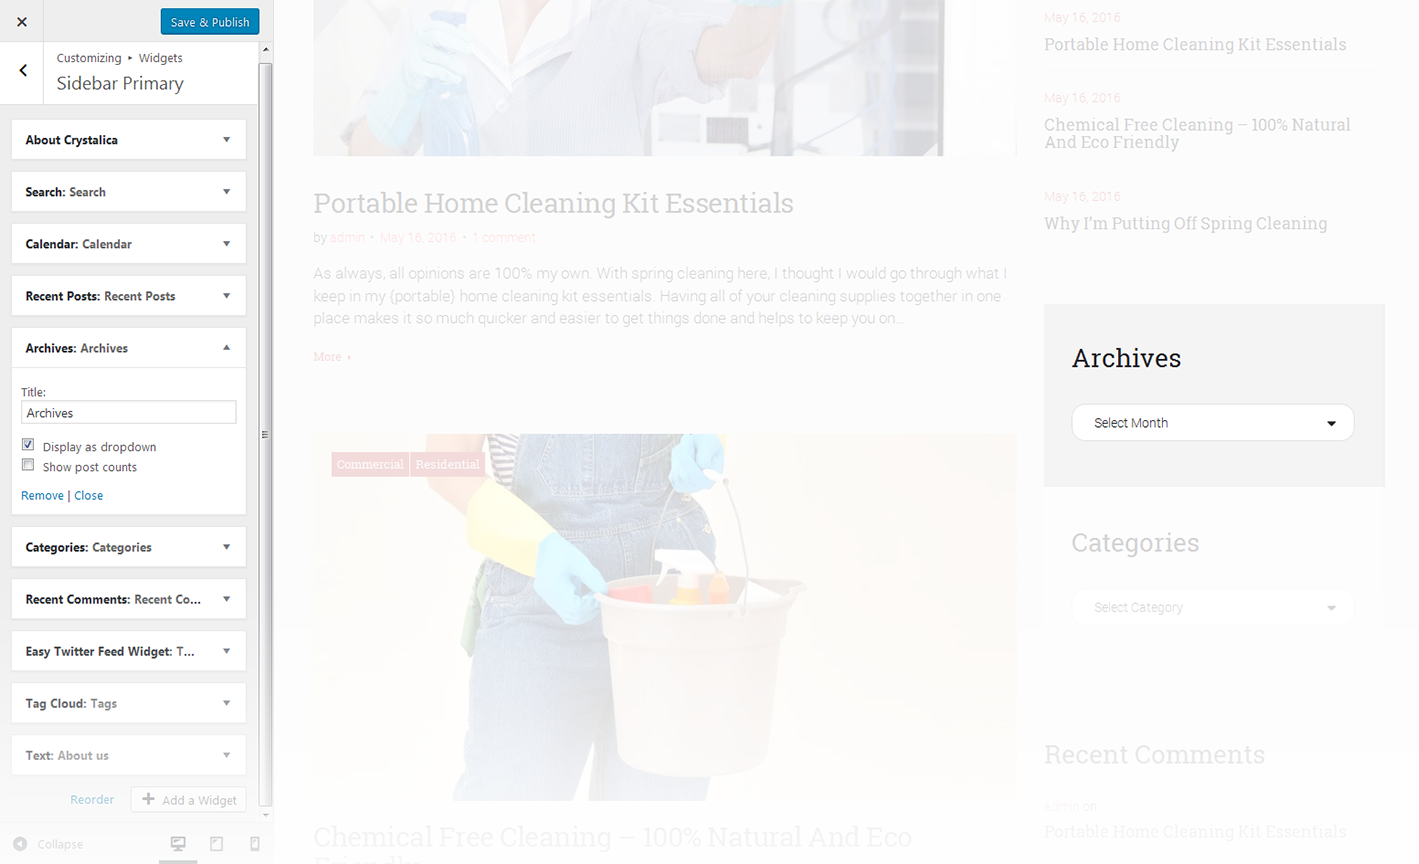 Save & Publish
Customizing ▸ Widgets
Sidebar Primary
About Crystalica
Search: Search
Calendar: Calendar
Recent Posts: Recent Posts
Archives: Archives
Title:
Archives
Display as dropdown
Show post counts
Remove | Close
Categories: Categories
Recent Comments: Recent Co...
Easy Twitter Feed Widget: T...
Tag Cloud: Tags
Text: About us
Reorder
Add a Widget
Collapse
Portable Home Cleaning Kit Essentials
by admin • May 16, 2016 • 1 comment
As always, all opinions are 100% my own. With spring cleaning here, I thought I would go through what I
keep in my {portable} home cleaning kit essentials. Having all of your cleaning supplies together in one
place makes it so much quicker and easier to get things done and helps to keep you on...
More
Commercial
Residential
Chemical Free Cleaning – 100% Natural And Eco
Friendly
May 16, 2016
Portable Home Cleaning Kit Essentials
May 16, 2016
Chemical Free Cleaning – 100% Natural
And Eco Friendly
May 16, 2016
Why I'm Putting Off Spring Cleaning
Archives
Select Month
Categories
Select Category
Recent Comments
admin on
Portable Home Cleaning Kit Essentials